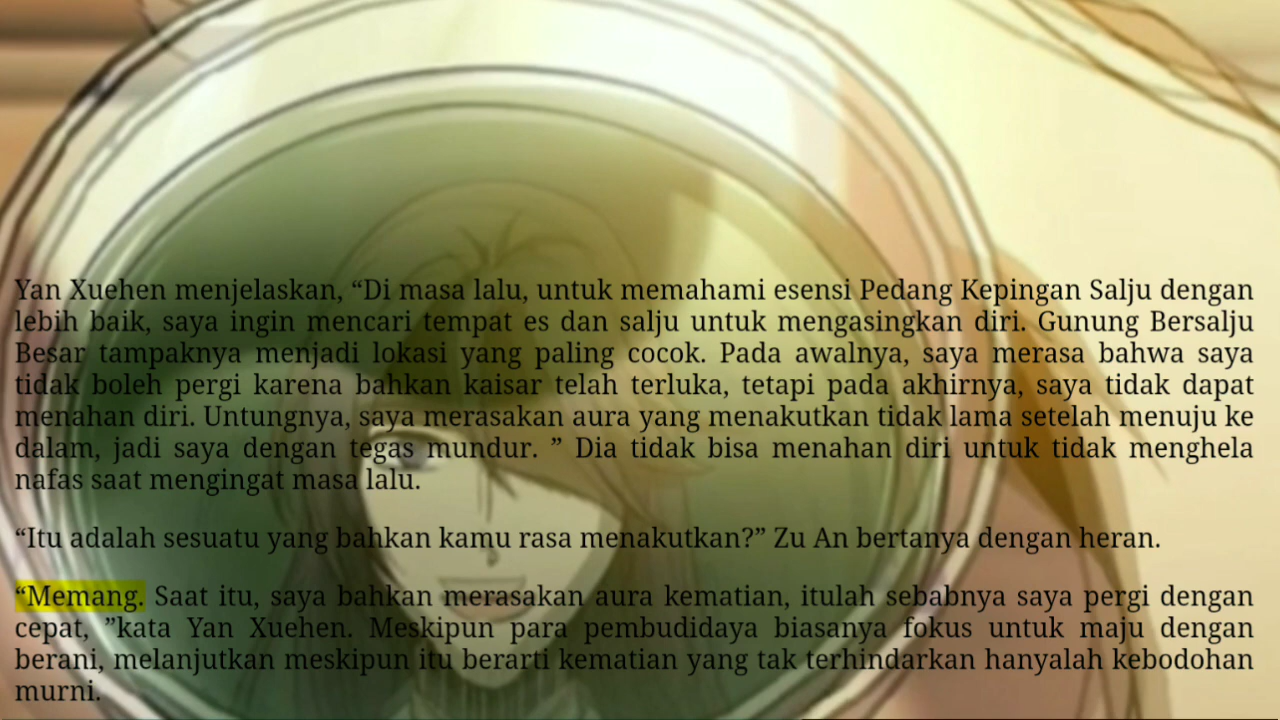 Yan Xuehen menjelaskan, “Di masa lalu, untuk memahami esensi Pedang Kepingan Salju dengan
lebih baik, saya ingin mencari tempat es dan salju untuk mengasingkan diri. Gunung Bersalju
Besar tampaknya menjadi lokasi yang paling cocok. Pada awalnya, saya merasa bahwa saya
tidak boleh pergi karena bahkan kaisar telah terluka, tetapi pada akhirnya, saya tidak dapat
menahan diri. Untungnya, saya merasakan aura yang menakutkan tidak lama setelah menuju ke
dalam, jadi saya dengan tegas mundur. ” Dia tidak bisa menahan diri untuk tidak menghela
nafas saat mengingat masa lalu.
“Itu adalah sesuatu yang bahkan kamu rasa menakutkan?” Zu An bertanya dengan heran.
“Memang. Saat itu, saya bahkan merasakan aura kematian, itulah sebabnya saya pergi dengan
cepat, ”kata Yan Xuehen. Meskipun para pembudidaya biasanya fokus untuk maju dengan
berani, melanjutkan meskipun itu berarti kematian yang tak terhindarkan hanyalah kebodohan
murni.